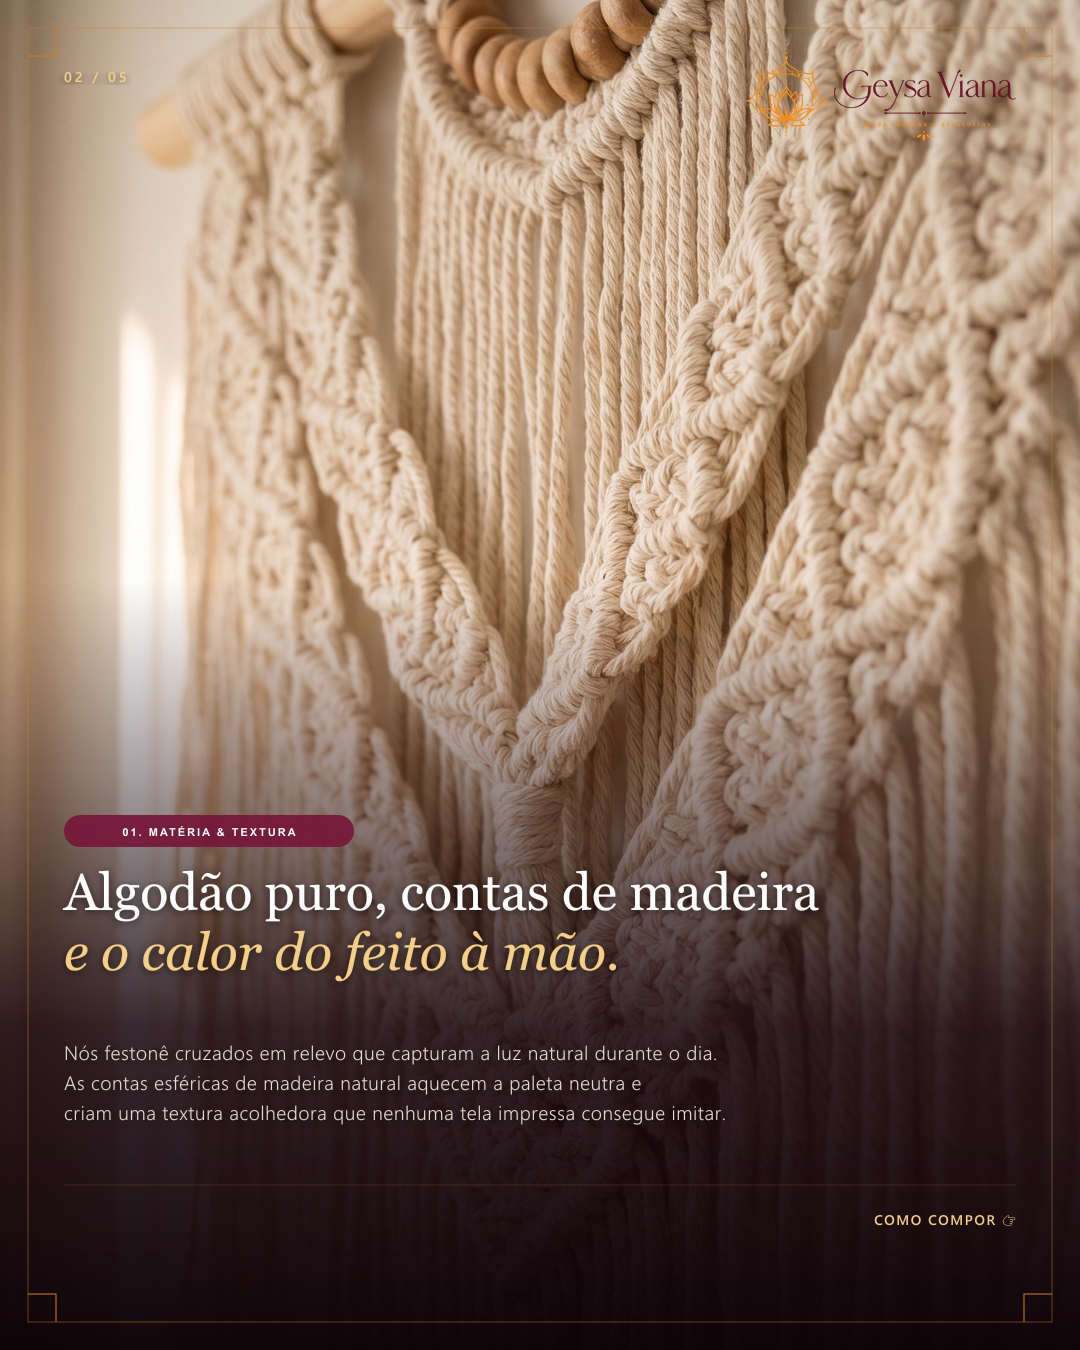 02 / 05
Geysa Viana
01. MATÉRIA & TEXTURA
Algodão puro, contas de madeira
e o calor do feito à mão.
Nós festonê cruzados em relevo que capturam a luz natural durante o dia.
As contas esféricas de madeira natural aquecem a paleta neutra e
criam uma textura acolhedora que nenhuma tela impressa consegue imitar.
COMO COMPOR 👉